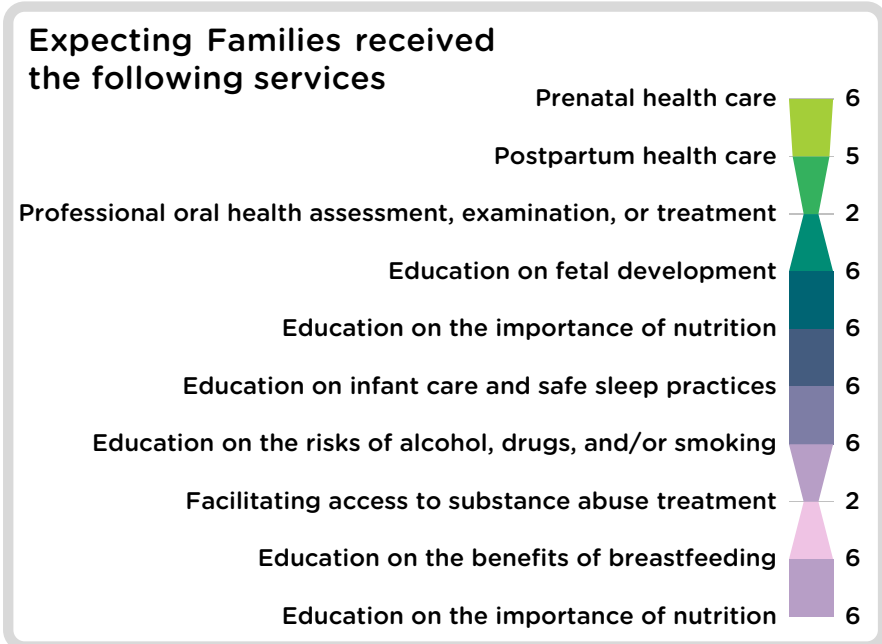 Expecting Families received
the following services
Prenatal health care 6
Postpartum health care 5
Professional oral health assessment, examination, or treatment 2
Education on fetal development 6
Education on the importance of nutrition 6
Education on infant care and safe sleep practices 6
Education on the risks of alcohol, drugs, and/or smoking 6
Facilitating access to substance abuse treatment 2
Education on the benefits of breastfeeding 6
Education on the importance of nutrition 6